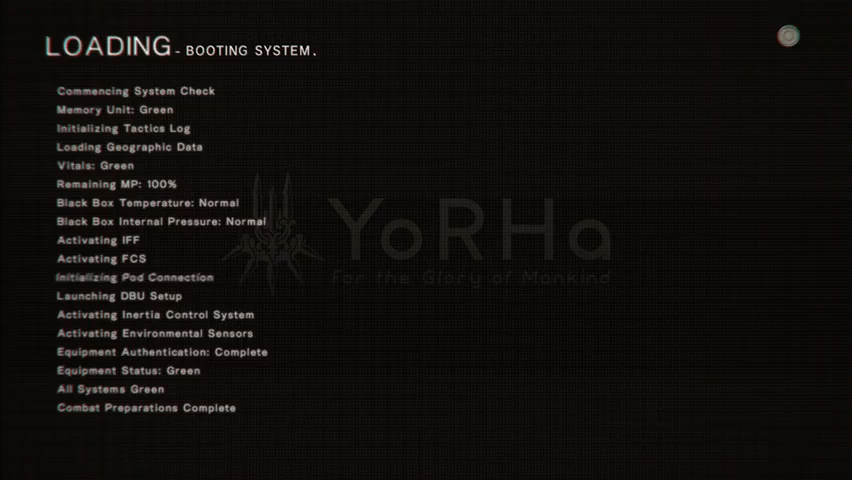 LOADING - BOOTING SYSTEM.
Commencing System Check
Memory Unit: Green
Initializing Tactics Log
Loading Geographic Data
Vitals: Green
Remaining MP: 100%
Black Box Temperature: Normal
Black Box Internal Pressure: Normal
Activating IFF
Activating FCS
Initializing Pod Connection
Launching DBU Setup
Activating Inertia Control System
Activating Environmental Sensors
Equipment Authentication: Complete
Equipment Status: Green
All Systems Green
Combat Preparations Complete
YoRHa
For the Glory of Mankind